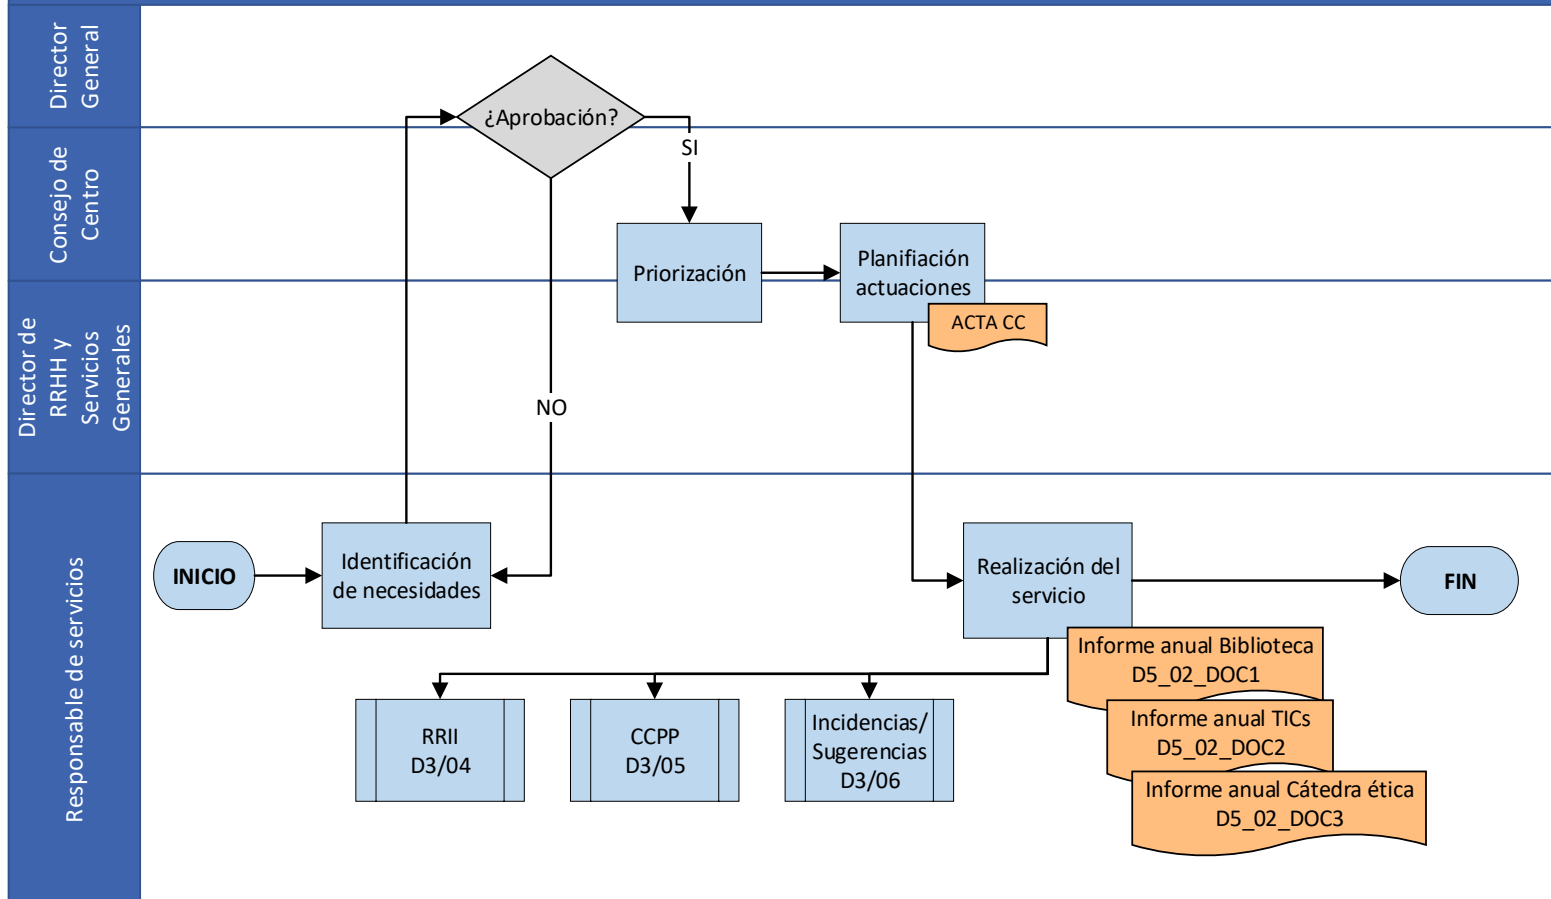 Director
General
¿Aprobación?
SI
Consejo de
Centro
Priorización
Planifiación
actuaciones
ACTA CC
Director de
RRHH y
Servicios
Generales
NO
Responsable de servicios
INICIO
Identificación
de necesidades
Realización del
servicio
FIN
Informe anual Biblioteca
D5_02_DOC1
Informe anual TICs
D5_02_DOC2
Informe anual Cátedra ética
D5_02_DOC3
RRII
D3/04
CCPP
D3/05
Incidencias/
Sugerencias
D3/06